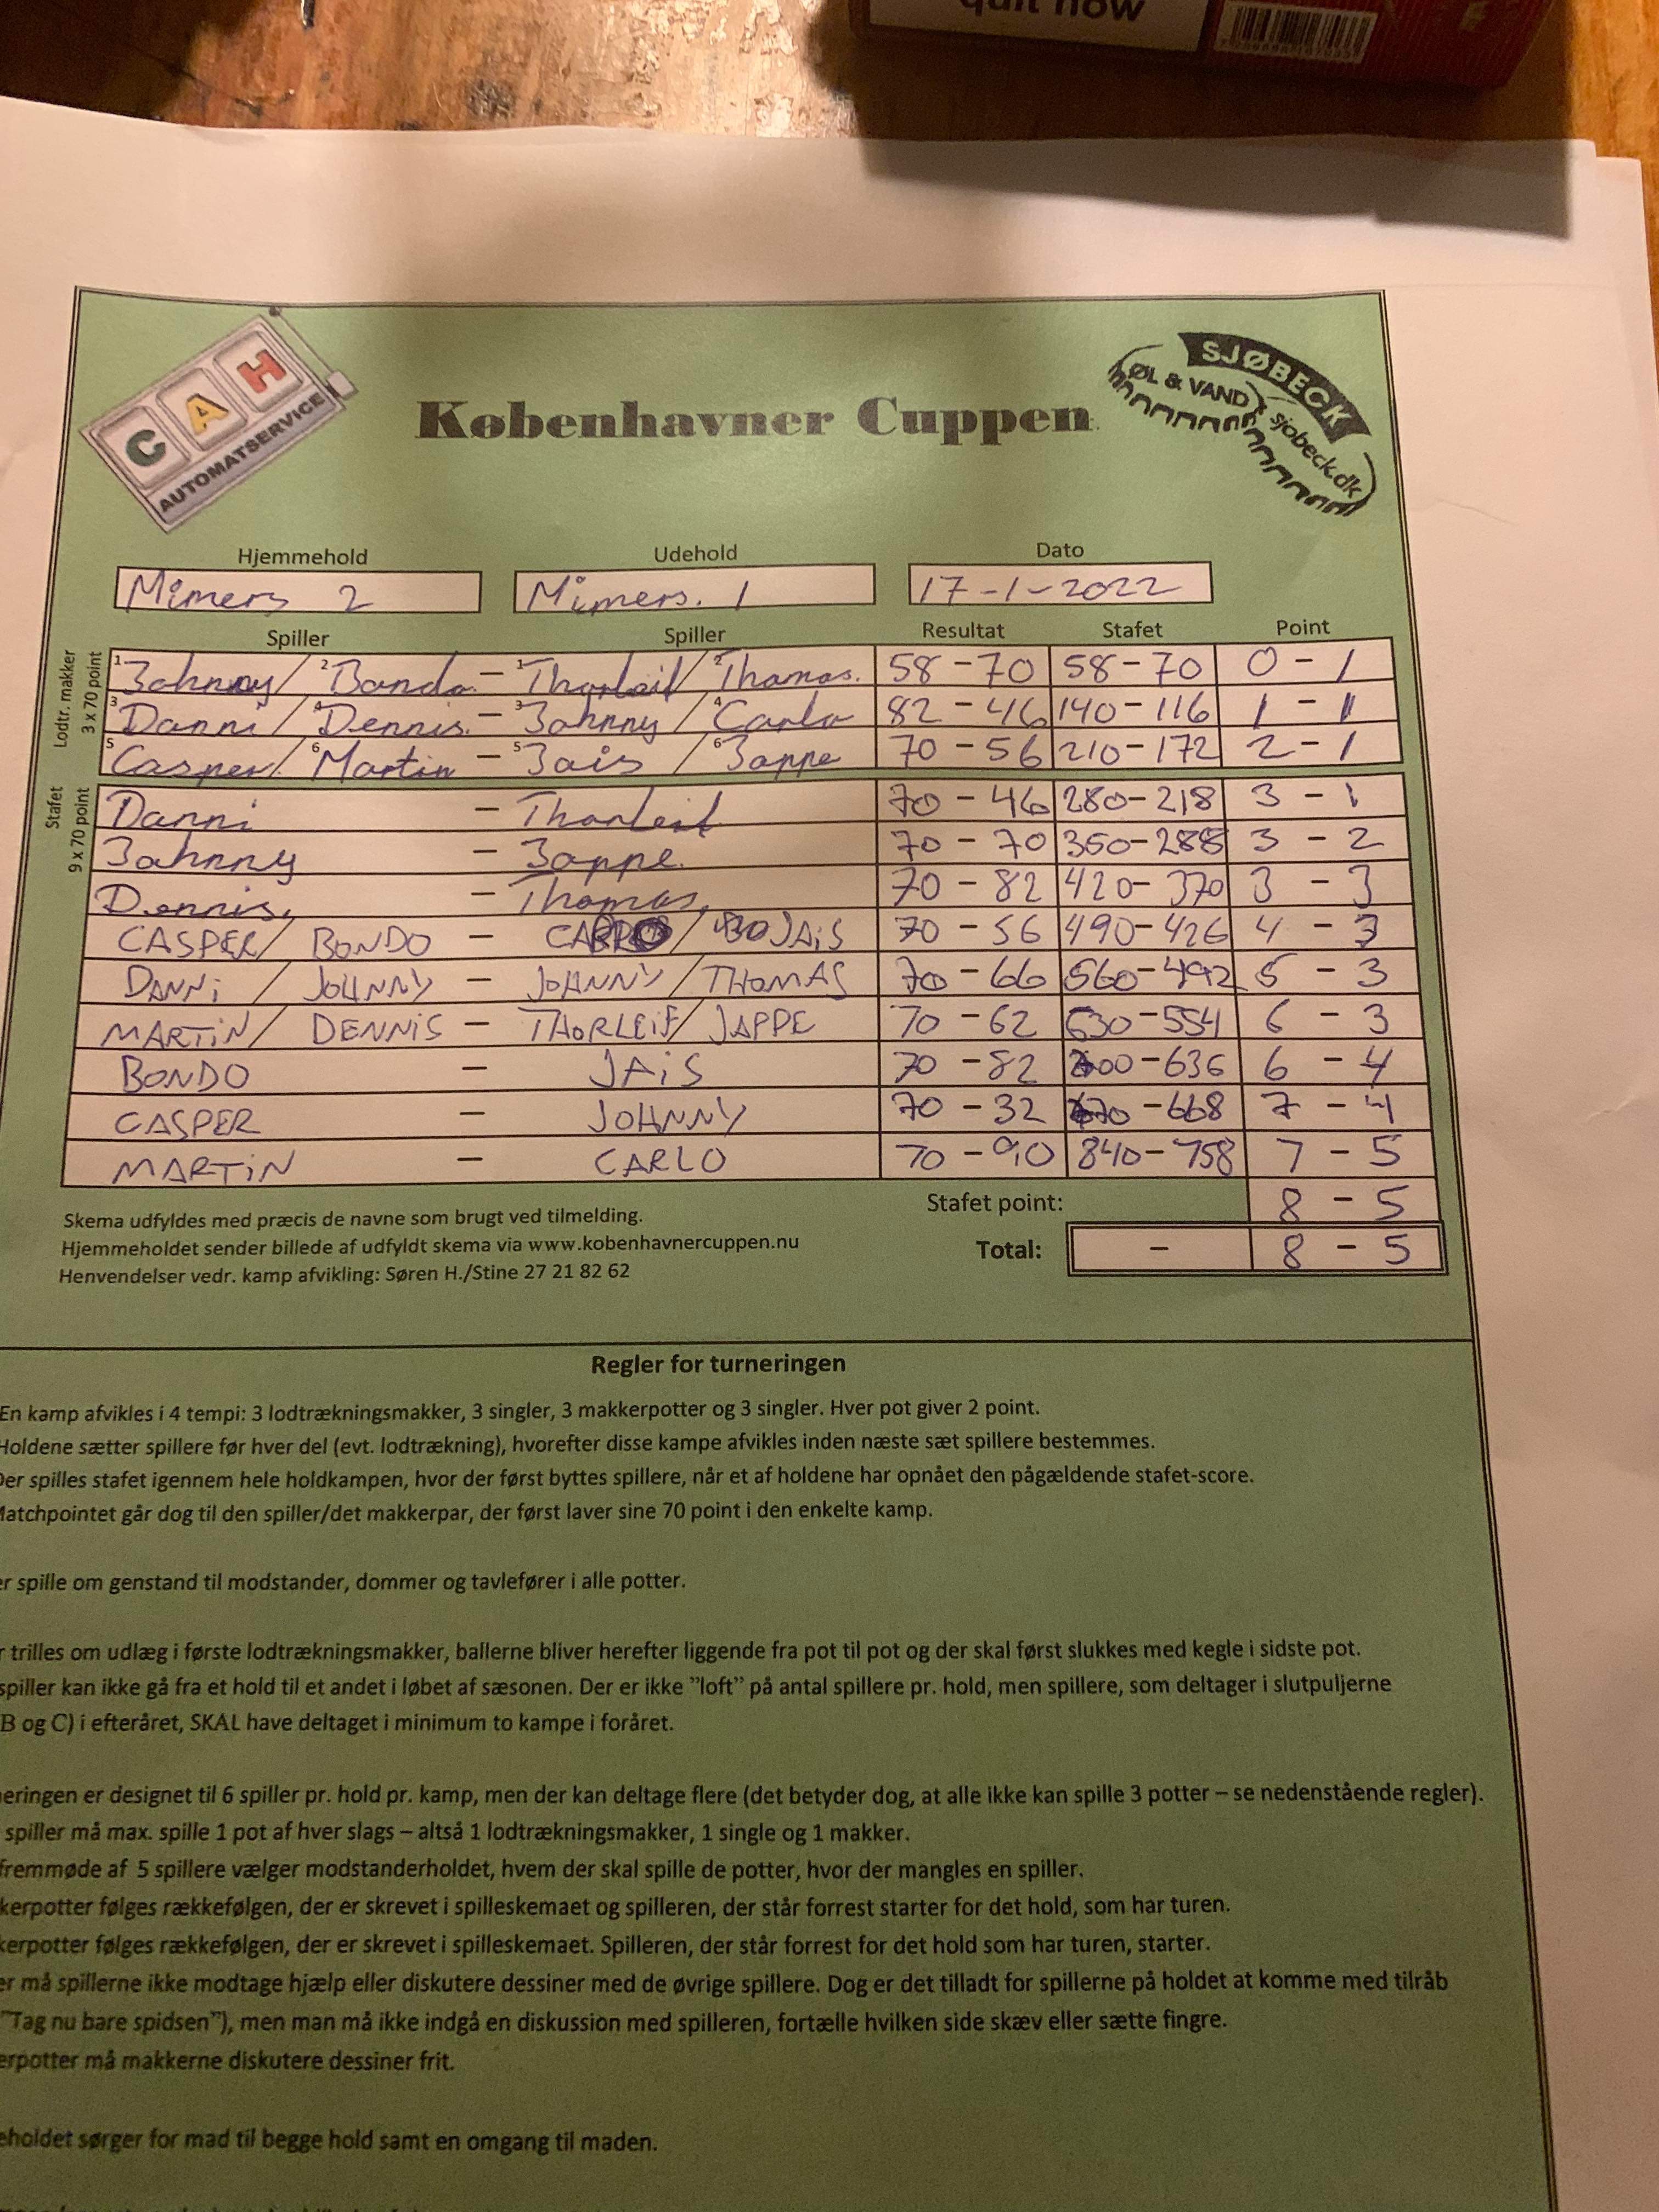 quit now
CAH
AUTOMATSERVICE
Københavner Cuppen
SJØBECK
ØL & VAND
sjobeck.dk
Hjemmehold Udehold Dato
Mimers 2 Mimers. 1 17-1-2022
Spiller Spiller Resultat Stafet Point
Lodtr. makker
3 x 70 point
1 Johnny / 2 Bondo - 1 Thorleif / 2 Thomas. 58-70 58-70 0-1
3 Danni / 4 Dennis. - 3 Johnny / 4 Carlo 82-46 140-116 1-1
5 Casper / 6 Martin - 5 Jais / 6 Jappe 70-56 210-172 2-1
Stafet
9 x 70 point
Danni - Thorleif 70-46 280-218 3-1
Johnny - Jappe. 70-70 350-288 3-2
Dennis. - Thomas. 70-82 420-370 3-3
CASPER / BONDO - / JAiS 70-56 490-426 4-3
DANNi / JOHNNY - JOHNNY / THOMAS 70-66 560-492 5-3
MARTiN / DENNiS - THORLEiF / JAPPE 70-62 630-554 6-3
BONDO - JAiS 70-82 700-636 6-4
CASPER - JOHNNY 70-32 770-668 7-4
MARTiN - CARLO 70-90 840-758 7-5
Stafet point: 8-5
Total: - 8-5
Skema udfyldes med præcis de navne som brugt ved tilmelding.
Hjemmeholdet sender billede af udfyldt skema via www.kobenhavnercuppen.nu
Henvendelser vedr. kamp afvikling: Søren H./Stine 27 21 82 62
Regler for turneringen
En kamp afvikles i 4 tempi: 3 lodtrækningsmakker, 3 singler, 3 makkerpotter og 3 singler. Hver pot giver 2 point.
Holdene sætter spillere før hver del (evt. lodtrækning), hvorefter disse kampe afvikles inden næste sæt spillere bestemmes.
Der spilles stafet igennem hele holdkampen, hvor der først byttes spillere, når et af holdene har opnået den pågældende stafet-score.
Matchpointet går dog til den spiller/det makkerpar, der først laver sine 70 point i den enkelte kamp.
er spille om genstand til modstander, dommer og tavlefører i alle potter.
r trilles om udlæg i første lodtrækningsmakker, ballerne bliver herefter liggende fra pot til pot og der skal først slukkes med kegle i sidste pot.
spiller kan ikke gå fra et hold til et andet i løbet af sæsonen. Der er ikke ”loft” på antal spillere pr. hold, men spillere, som deltager i slutpuljerne
B og C) i efteråret, SKAL have deltaget i minimum to kampe i foråret.
neringen er designet til 6 spiller pr. hold pr. kamp, men der kan deltage flere (det betyder dog, at alle ikke kan spille 3 potter – se nedenstående regler).
spiller må max. spille 1 pot af hver slags – altså 1 lodtrækningsmakker, 1 single og 1 makker.
fremmøde af 5 spillere vælger modstanderholdet, hvem der skal spille de potter, hvor der mangles en spiller.
kerpotter følges rækkefølgen, der er skrevet i spilleskemaet og spilleren, der står forrest starter for det hold, som har turen.
kerpotter følges rækkefølgen, der er skrevet i spilleskemaet. Spilleren, der står forrest for det hold som har turen, starter.
er må spillerne ikke modtage hjælp eller diskutere dessiner med de øvrige spillere. Dog er det tilladt for spillerne på holdet at komme med tilråb
”Tag nu bare spidsen”), men man må ikke indgå en diskussion med spilleren, fortælle hvilken side skæv eller sætte fingre.
erpotter må makkerne diskutere dessiner frit.
eholdet sørger for mad til begge hold samt en omgang til maden.